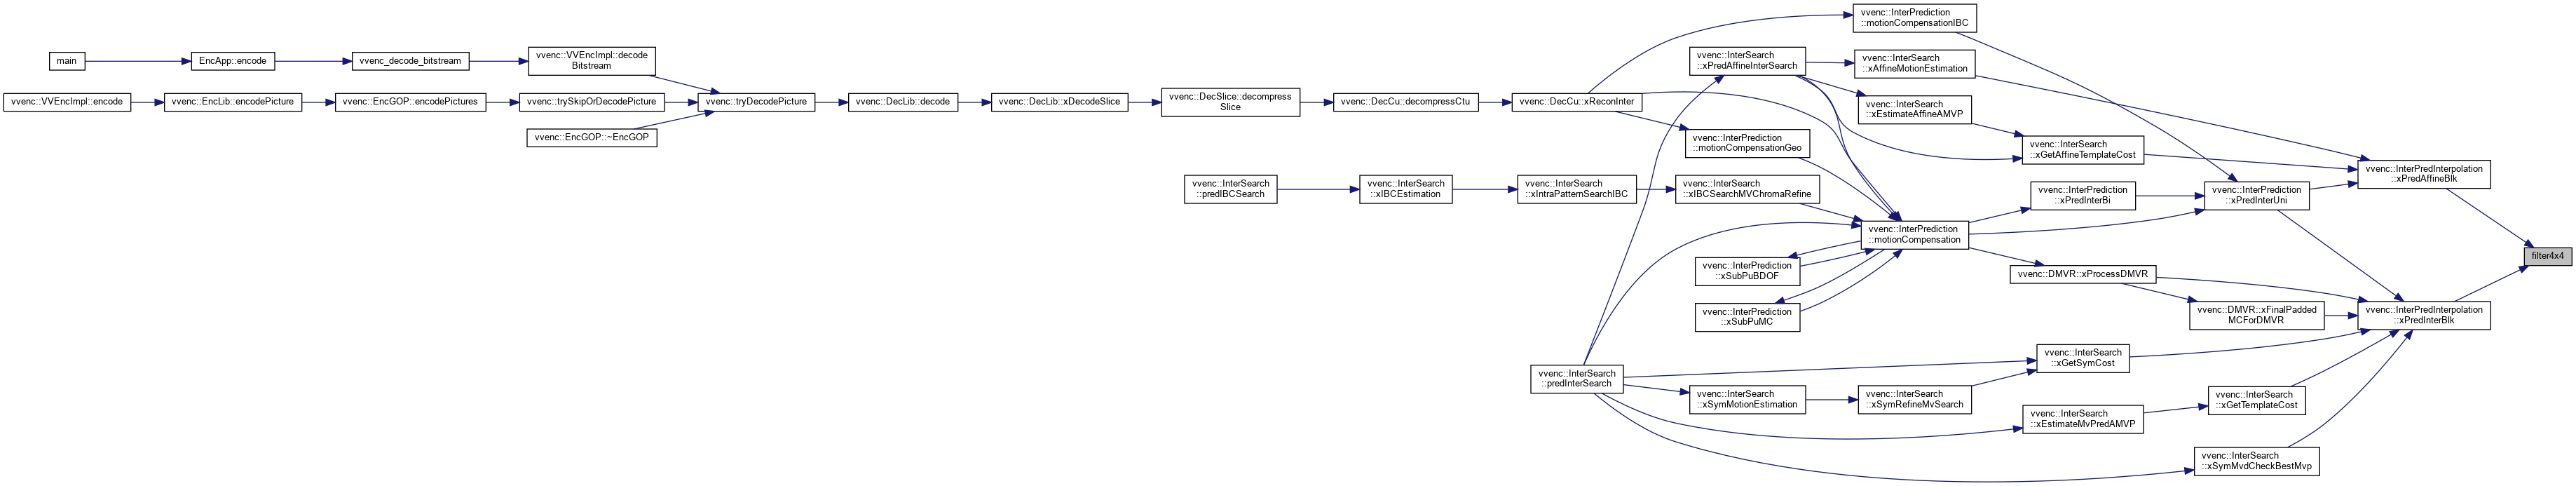 main
EncApp::encode
vvenc_decode_bitstream
vvenc::VVEncImpl::decode
Bitstream
vvenc::VVEncImpl::encode
vvenc::EncLib::encodePicture
vvenc::EncGOP::encodePictures
vvenc::trySkipOrDecodePicture
vvenc::tryDecodePicture
vvenc::EncGOP::~EncGOP
vvenc::DecLib::decode
vvenc::DecLib::xDecodeSlice
vvenc::DecSlice::decompress
Slice
vvenc::DecCu::decompressCtu
vvenc::DecCu::xReconInter
vvenc::InterPrediction
::motionCompensationIBC
vvenc::InterSearch
::xPredAffineInterSearch
vvenc::InterSearch
::xAffineMotionEstimation
vvenc::InterSearch
::xEstimateAffineAMVP
vvenc::InterPrediction
::motionCompensationGeo
vvenc::InterSearch
::xGetAffineTemplateCost
vvenc::InterPredInterpolation
::xPredAffineBlk
vvenc::InterSearch
::predIBCSearch
vvenc::InterSearch
::xIBCEstimation
vvenc::InterSearch
::xIntraPatternSearchIBC
vvenc::InterSearch
::xIBCSearchMVChromaRefine
vvenc::InterPrediction
::xPredInterBi
vvenc::InterPrediction
::xPredInterUni
vvenc::InterPrediction
::motionCompensation
filter4x4
vvenc::InterPrediction
::xSubPuBDOF
vvenc::DMVR::xProcessDMVR
vvenc::InterPrediction
::xSubPuMC
vvenc::DMVR::xFinalPadded
MCForDMVR
vvenc::InterPredInterpolation
::xPredInterBlk
vvenc::InterSearch
::xGetSymCost
vvenc::InterSearch
::predInterSearch
vvenc::InterSearch
::xSymMotionEstimation
vvenc::InterSearch
::xSymRefineMvSearch
vvenc::InterSearch
::xGetTemplateCost
vvenc::InterSearch
::xEstimateMvPredAMVP
vvenc::InterSearch
::xSymMvdCheckBestMvp